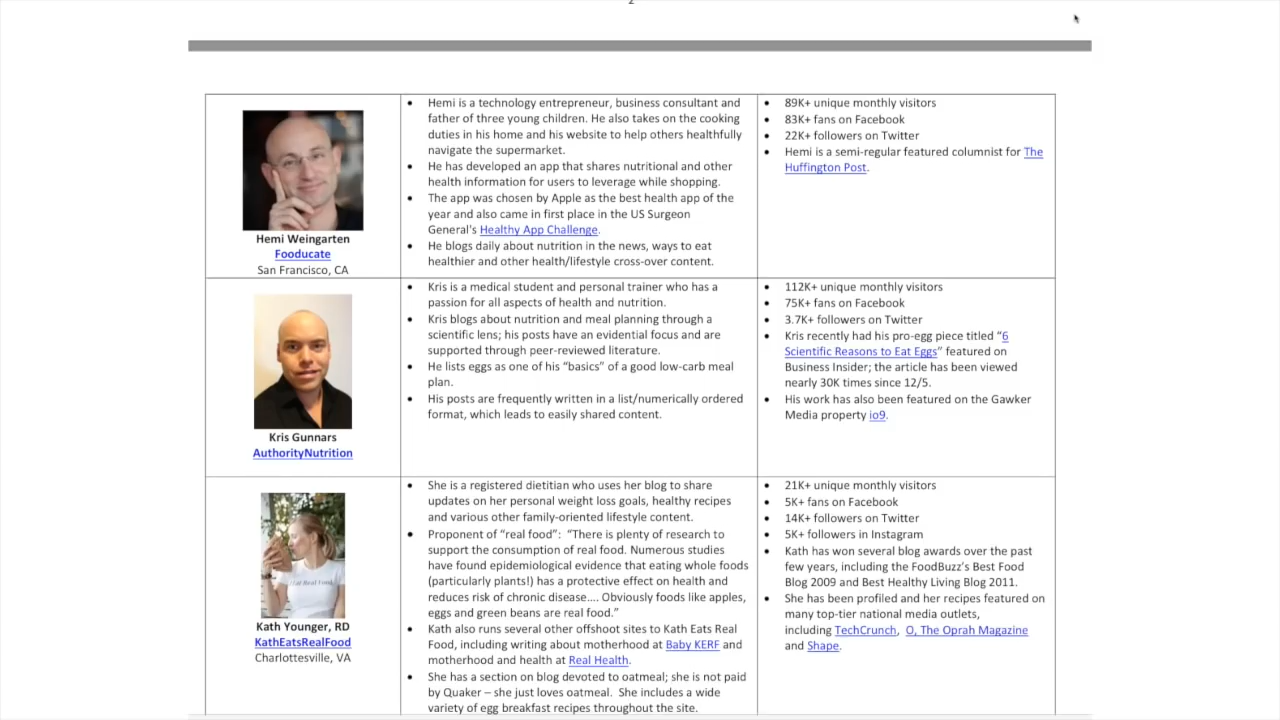 2
Hemi Weingarten
Fooducate
San Francisco, CA
• Hemi is a technology entrepreneur, business consultant and
father of three young children. He also takes on the cooking
duties in his home and his website to help others healthfully
navigate the supermarket.
• He has developed an app that shares nutritional and other
health information for users to leverage while shopping.
• The app was chosen by Apple as the best health app of the
year and also came in first place in the US Surgeon
General's Healthy App Challenge.
• He blogs daily about nutrition in the news, ways to eat
healthier and other health/lifestyle cross-over content.
• 89K+ unique monthly visitors
• 83K+ fans on Facebook
• 22K+ followers on Twitter
• Hemi is a semi-regular featured columnist for The
Huffington Post.
Kris Gunnars
AuthorityNutrition
• Kris is a medical student and personal trainer who has a
passion for all aspects of health and nutrition.
• Kris blogs about nutrition and meal planning through a
scientific lens; his posts have an evidential focus and are
supported through peer-reviewed literature.
• He lists eggs as one of his “basics” of a good low-carb meal
plan.
• His posts are frequently written in a list/numerically ordered
format, which leads to easily shared content.
• 112K+ unique monthly visitors
• 75K+ fans on Facebook
• 3.7K+ followers on Twitter
• Kris recently had his pro-egg piece titled “6
Scientific Reasons to Eat Eggs” featured on
Business Insider; the article has been viewed
nearly 30K times since 12/5.
• His work has also been featured on the Gawker
Media property io9.
Eat Real Food
Kath Younger, RD
KathEatsRealFood
Charlottesville, VA
• She is a registered dietitian who uses her blog to share
updates on her personal weight loss goals, healthy recipes
and various other family-oriented lifestyle content.
• Proponent of “real food”: “There is plenty of research to
support the consumption of real food. Numerous studies
have found epidemiological evidence that eating whole foods
(particularly plants!) has a protective effect on health and
reduces risk of chronic disease.... Obviously foods like apples,
eggs and green beans are real food.”
• Kath also runs several other offshoot sites to Kath Eats Real
Food, including writing about motherhood at Baby KERF and
motherhood and health at Real Health.
• She has a section on blog devoted to oatmeal; she is not paid
by Quaker – she just loves oatmeal. She includes a wide
variety of egg breakfast recipes throughout the site.
• 21K+ unique monthly visitors
• 5K+ fans on Facebook
• 14K+ followers on Twitter
• 5K+ followers in Instagram
• Kath has won several blog awards over the past
few years, including the FoodBuzz’s Best Food
Blog 2009 and Best Healthy Living Blog 2011.
• She has been profiled and her recipes featured on
many top-tier national media outlets,
including TechCrunch, O, The Oprah Magazine
and Shape.